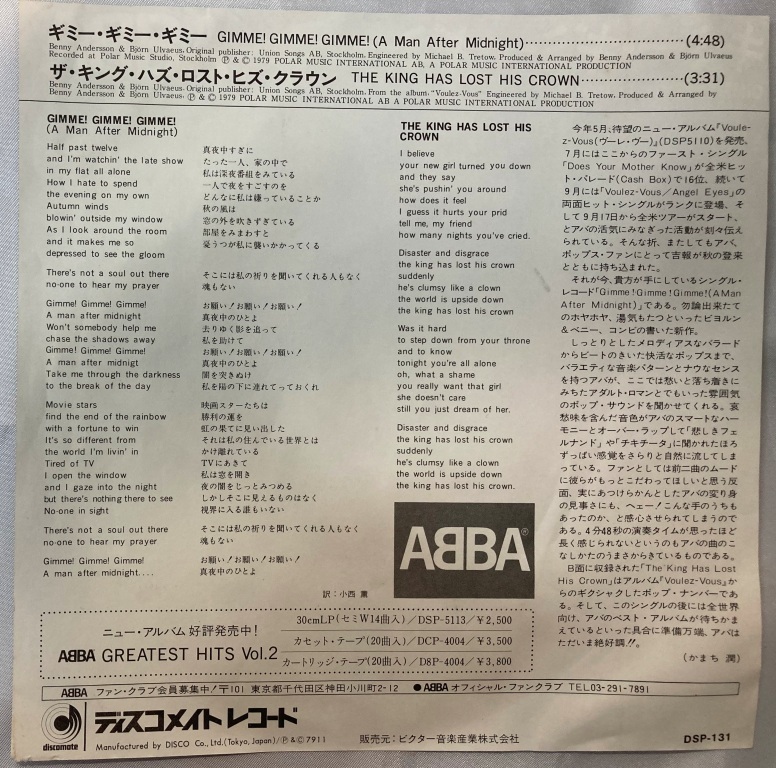 ギミー・ギミー・ギミー GIMME! GIMME! GIMME! (A Man After Midnight)……………………(4:48)
Benny Andersson & Björn Ulvaeus. Original publisher: Union Songs AB, Stockholm. Engineered by Michael B. Tretow. Produced & Arranged by Benny Andersson & Björn Ulvaeus
Recorded at Polar Music Studio, Stockholm Ⓟ & © 1979 POLAR MUSIC INTERNATIONAL AB, A POLAR MUSIC INTERNATIONAL PRODUCTION
ザ・キング・ハズ・ロスト・ヒズ・クラウン THE KING HAS LOST HIS CROWN……………(3:31)
Benny Andersson & Björn Ulvaeus. Original publisher: Union Songs AB, Stockholm. From the album, "Voulez-Vous" Engineered by Michael B. Tretow. Produced & Arranged by
Benny Andersson & Björn Ulvaeus. Ⓟ & © 1979 POLAR MUSIC INTERNATIONAL AB A POLAR MUSIC INTERNATIONAL PRODUCTION
GIMME! GIMME! GIMME!
(A Man After Midnight)
Half past twelve
and I'm watchin' the late show
in my flat all alone
How I hate to spend
the evening on my own
Autumn winds
blowin' outside my window
As I look around the room
and it makes me so
depressed to see the gloom
There's not a soul out there
no-one to hear my prayer
Gimme! Gimme! Gimme!
A man after midnight
Won't somebody help me
chase the shadows away
Gimme! Gimme! Gimme!
A man after midnigt
Take me through the darkness
to the break of the day
Movie stars
find the end of the rainbow
with a fortune to win
It's so different from
the world I'm livin' in
Tired of TV
I open the window
and I gaze into the night
but there's nothing there to see
No-one in sight
There's not a soul out there
no-one to hear my prayer
Gimme! Gimme! Gimme!
A man after midnight....
真夜中すぎに
たった一人、家の中で
私は深夜番組をみている
一人で夜をすごすのを
どんなに私は嫌っていることか
秋の風は
窓の外を吹きすぎている
部屋をみまわすと
憂うつが私に襲いかかってくる
そこには私の祈りを聞いてくれる人もなく
魂もない
お願い!お願い!お願い!
真夜中のひとよ
去りゆく影を追って
私を助けて
お願い!お願い!お願い!
真夜中のひとよ
闇を突きぬけ
私を陽の下に連れてっておくれ
映画スターたちは
勝利の運を
虹の果てに見い出した
それは私の住んでいる世界とは
かけ離れている
TVにあきて
私は窓を開き
夜の闇をじっとみつめる
しかしそこに見えるものはなく
視界に入る誰もいない
そこには私の祈りを聞いてくれる人もなく
魂もない
お願い!お願い!お願い!
真夜中のひとよ
訳:小西 薫
THE KING HAS LOST HIS
CROWN
I believe
your new girl turned you down
and they say
she's pushin' you around
how does it feel
I guess it hurts your prid
tell me, my friend
how many nights you've cried.
Disaster and disgrace
the king has lost his crown
suddenly
he's clumsy like a clown
the world is upside down
the king has lost his crown
Was it hard
to step down from your throne
and to know
tonight you're all alone
oh, what a shame
you really want that girl
she doesn't care
still you just dream of her.
Disaster and disgrace
the king has lost his crown
suddenly
he's clumsy like a clown
the world is upside down
the king has lost his crown.
ABBA®
今年5月、待望のニュー・アルバム「Voule-
z-Vous(ヴーレ・ヴー)」(DSP5110)を発売、
7月にはここからのファースト・シングル
「Does Your Mother Know」が全米ヒッ
ト・パレード(Cash Box)で16位、続いて
9月には「Voulez-Vous/Angel Eyes」の
両面ヒット・シングルがランクに登場、そ
して9月17日から全米ツアーがスタート、
とアバの活気にみなぎった活動が刻々伝え
られている。そんな折、またしてもアバ、
ポップス・ファンにとって吉報が秋の登来
とともに持ち込まれた。
それが今、貴方が手にしているシングル・
レコード「Gimme!Gimme!Gimme!(A Man
After Midnight)」である。勿論出来たて
のホヤホヤ、湯気もたつといったビヨルン
&ベニー、コンビの書いた新作。
しっとりとしたメロディアスなバラード
からビートのきいた快活なポップスまで、
バラエティな音楽パターンとナウなセンス
を持つアバが、ここでは愁いと落ち着きに
みちたアダルト・ロマンとでもいった雰囲気
のポップ・サウンドを聞かせてくれる。哀
愁味を含んだ音色がアバのスマートなハー
モニーとオーバー・ラップして「悲しきフェ
ルナンド」や「チキチータ」に聞かれたほろ
ずっぱい感覚をさらりと自然に流してしま
っている。ファンとしては前二曲のムード
に彼らがもっとこだわってほしいと思う反
面、実にあつけらかんとしたアバの変り身
の見事さにも、ヘェー!こんな手のうちも
あったのか、と感心させられてしまうので
ある。4分48秒の演奏タイムが思ったほど
長く感じられないというのもアバの曲のこ
なしかたのうまさからきているものである。
B面に収録された「The King Has Lost
His Crown」はアルバム「Voulez-Vous」か
らのギクシャクしたポップ・ナンバーであ
る。そして、このシングルの後には全世界
向け、アバのベスト・アルバムが待ちかま
えているといった具合に準備万端、アバは
ただいま絶好調!!。
(かまち 潤)
ニュー・アルバム 好評発売中!
ABBA GREATEST HITS Vol.2
30cmLP(セミW14曲入)/DSP-5113/¥2,500
カセット・テープ(20曲入)/DCP-4004/¥3,500
カートリッジ・テープ(20曲入)/D8P-4004/¥3,800
ABBA ファン・クラブ会員募集中!〒101 東京都千代田区神田小川町2-12 ●ABBAオフィシャル・ファンクラブ TEL03-291-7891
discomate
ディスコメイトレコード
Manufactured by DISCO Co., Ltd.(Tokyo, Japan)/Ⓟ&© 7911
販売元:ビクター音楽産業株式会社
DSP-131